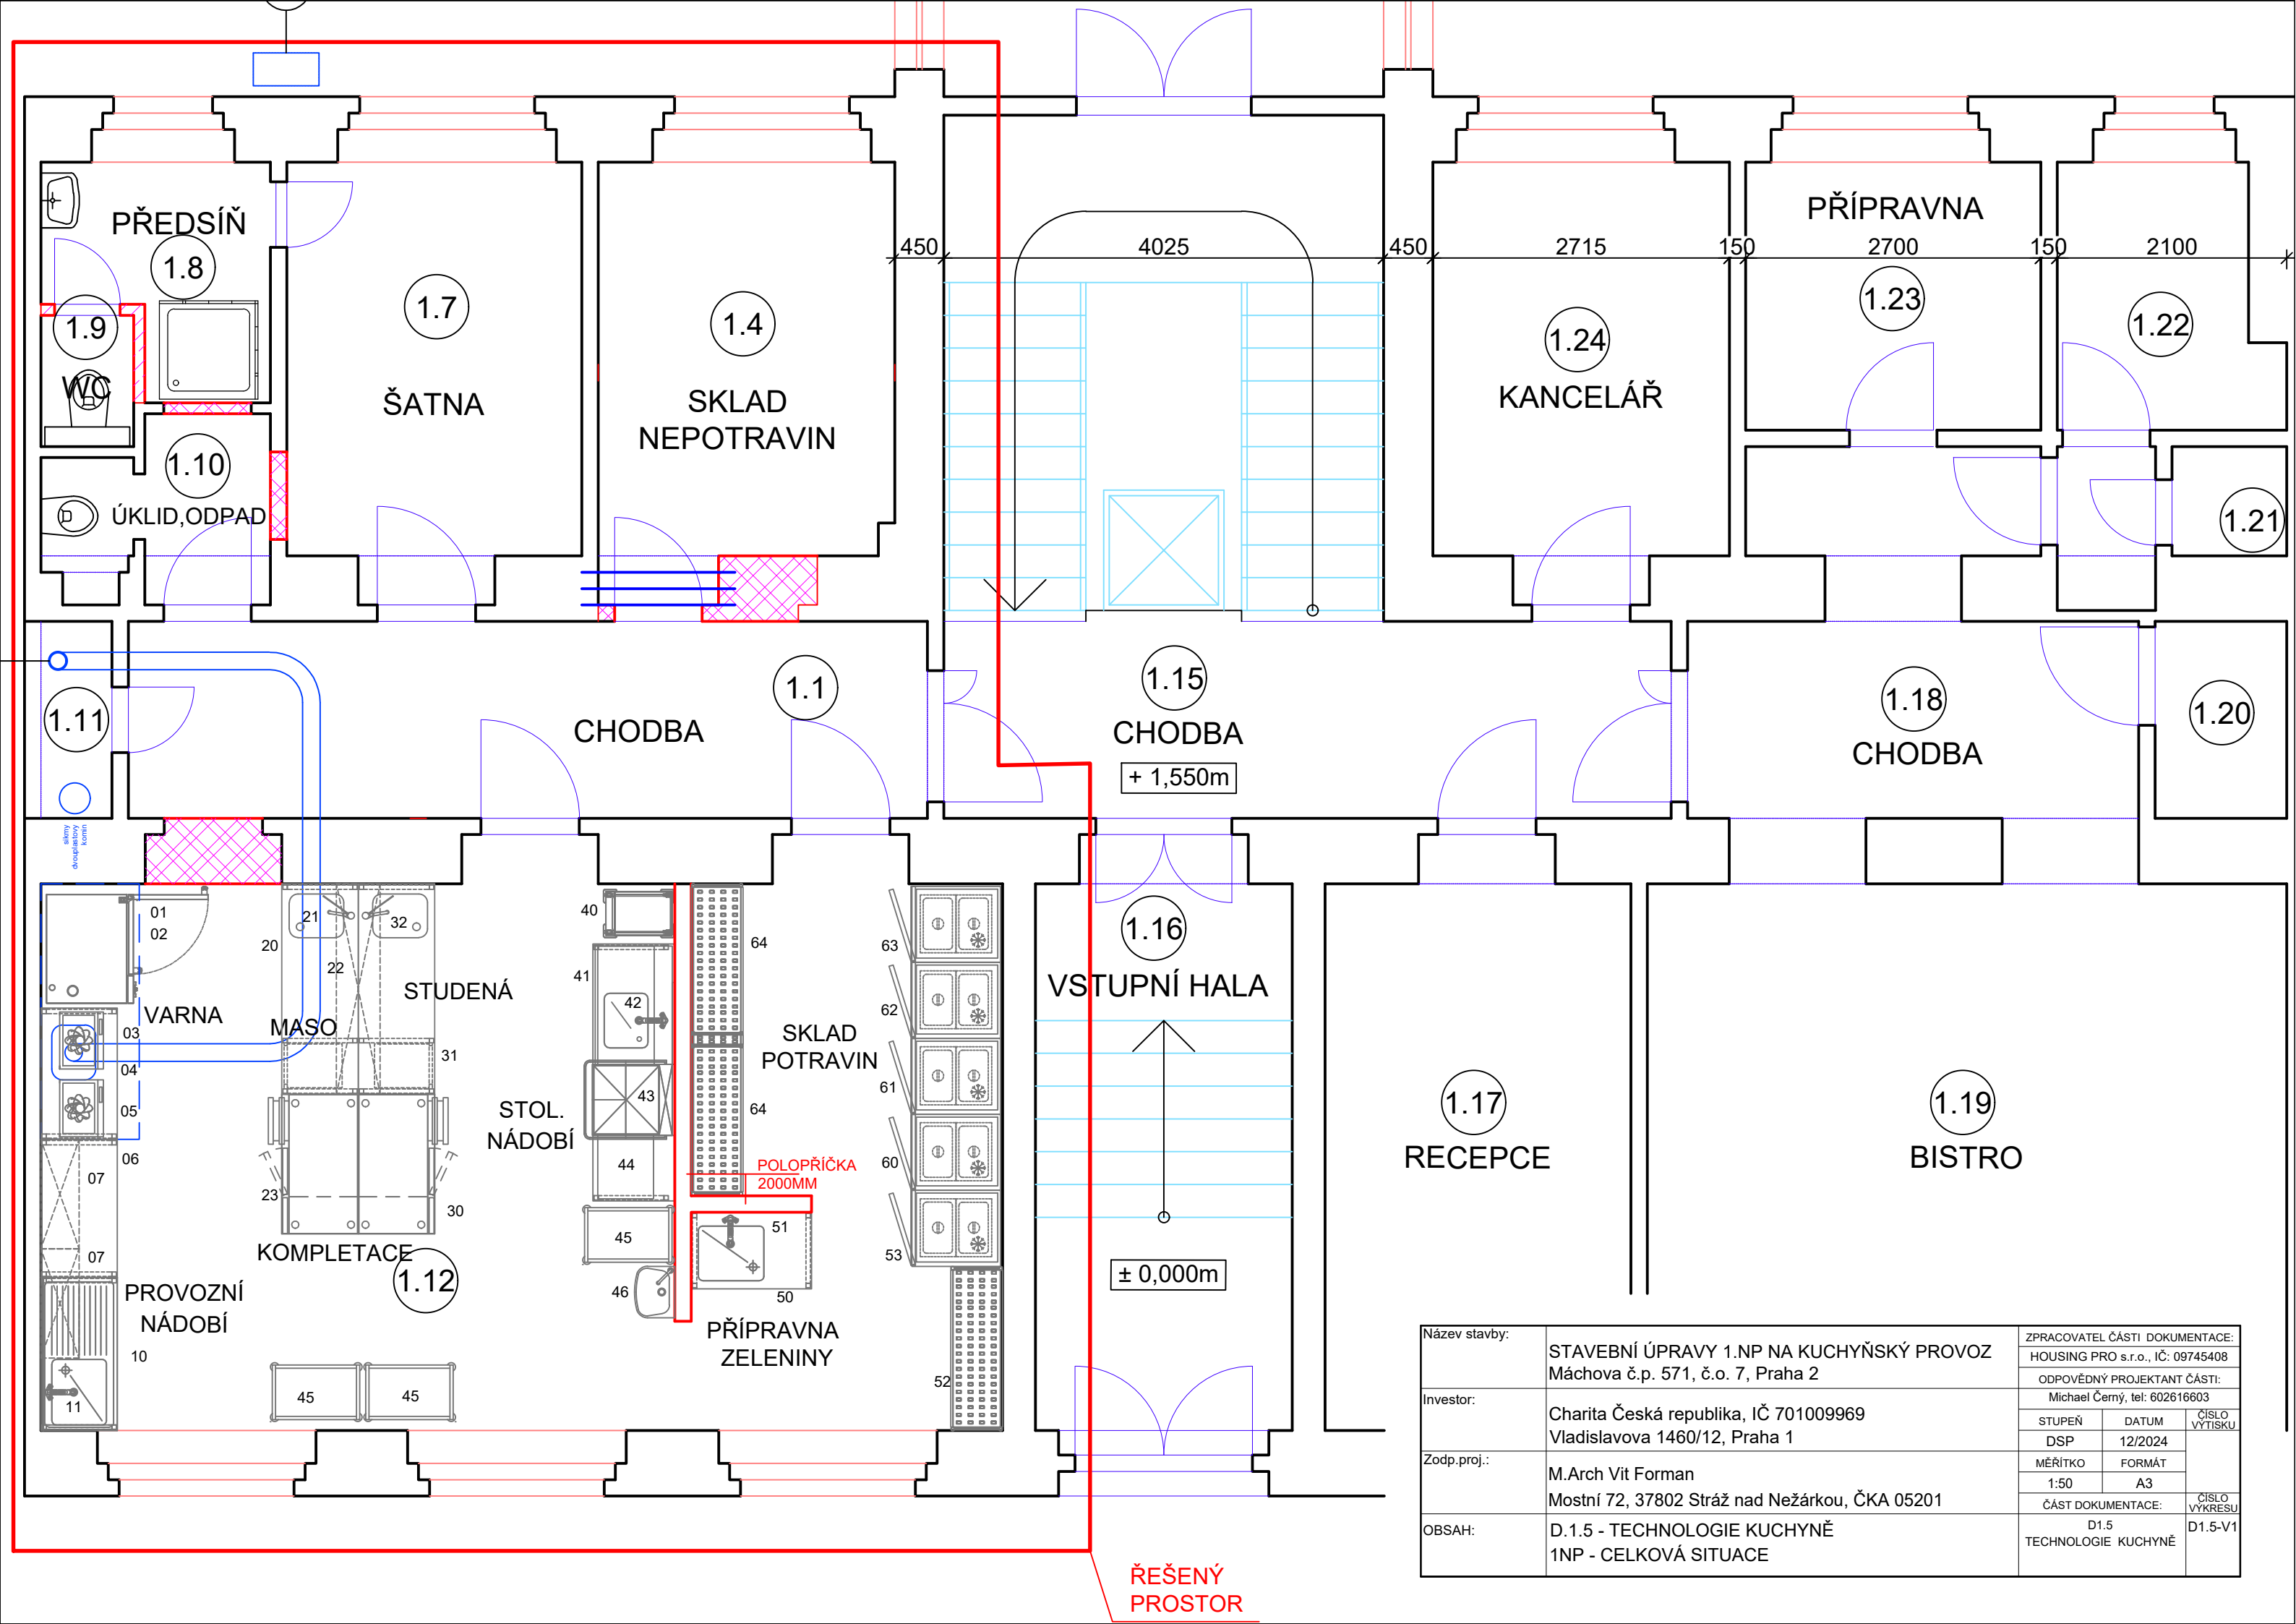 PŘEDSÍŇ
1.8
1.9
WC
1.10
ÚKLID,ODPAD
1.7
ŠATNA
1.4
SKLAD
NEPOTRAVIN
450
4025
450
2715
150
2700
150
2100
1.24
KANCELÁŘ
PŘÍPRAVNA
1.23
1.22
1.21
1.11
šikmy
dvouplastovy
komin
CHODBA
1.1
1.15
CHODBA
+ 1,550m
1.18
CHODBA
1.20
01
02
VARNA
03
04
05
06
07
07
PROVOZNÍ
NÁDOBÍ
10
11
20
21
22
32
MASO
STUDENÁ
31
23
30
KOMPLETACE
1.12
45
45
STOL.
NÁDOBÍ
40
41
42
43
44
45
46
64
64
SKLAD
POTRAVIN
POLOPŘÍČKA
2000MM
51
50
PŘÍPRAVNA
ZELENINY
63
62
61
60
53
52
1.16
VSTUPNÍ HALA
± 0,000m
1.17
RECEPCE
1.19
BISTRO
ŘEŠENÝ
PROSTOR
Název stavby:
STAVEBNÍ ÚPRAVY 1.NP NA KUCHYŇSKÝ PROVOZ
Máchova č.p. 571, č.o. 7, Praha 2
Investor:
Charita Česká republika, IČ 701009969
Vladislavova 1460/12, Praha 1
Zodp.proj.:
M.Arch Vit Forman
Mostní 72, 37802 Stráž nad Nežárkou, ČKA 05201
OBSAH:
D.1.5 - TECHNOLOGIE KUCHYNĚ
1NP - CELKOVÁ SITUACE
ZPRACOVATEL ČÁSTI DOKUMENTACE:
HOUSING PRO s.r.o., IČ: 09745408
ODPOVĚDNÝ PROJEKTANT ČÁSTI:
Michael Černý, tel: 602616603
STUPEŇ DATUM ČÍSLO VÝTISKU
DSP 12/2024
MĚŘÍTKO FORMÁT
1:50 A3
ČÁST DOKUMENTACE: ČÍSLO VÝKRESU
D1.5 D1.5-V1
TECHNOLOGIE KUCHYNĚ